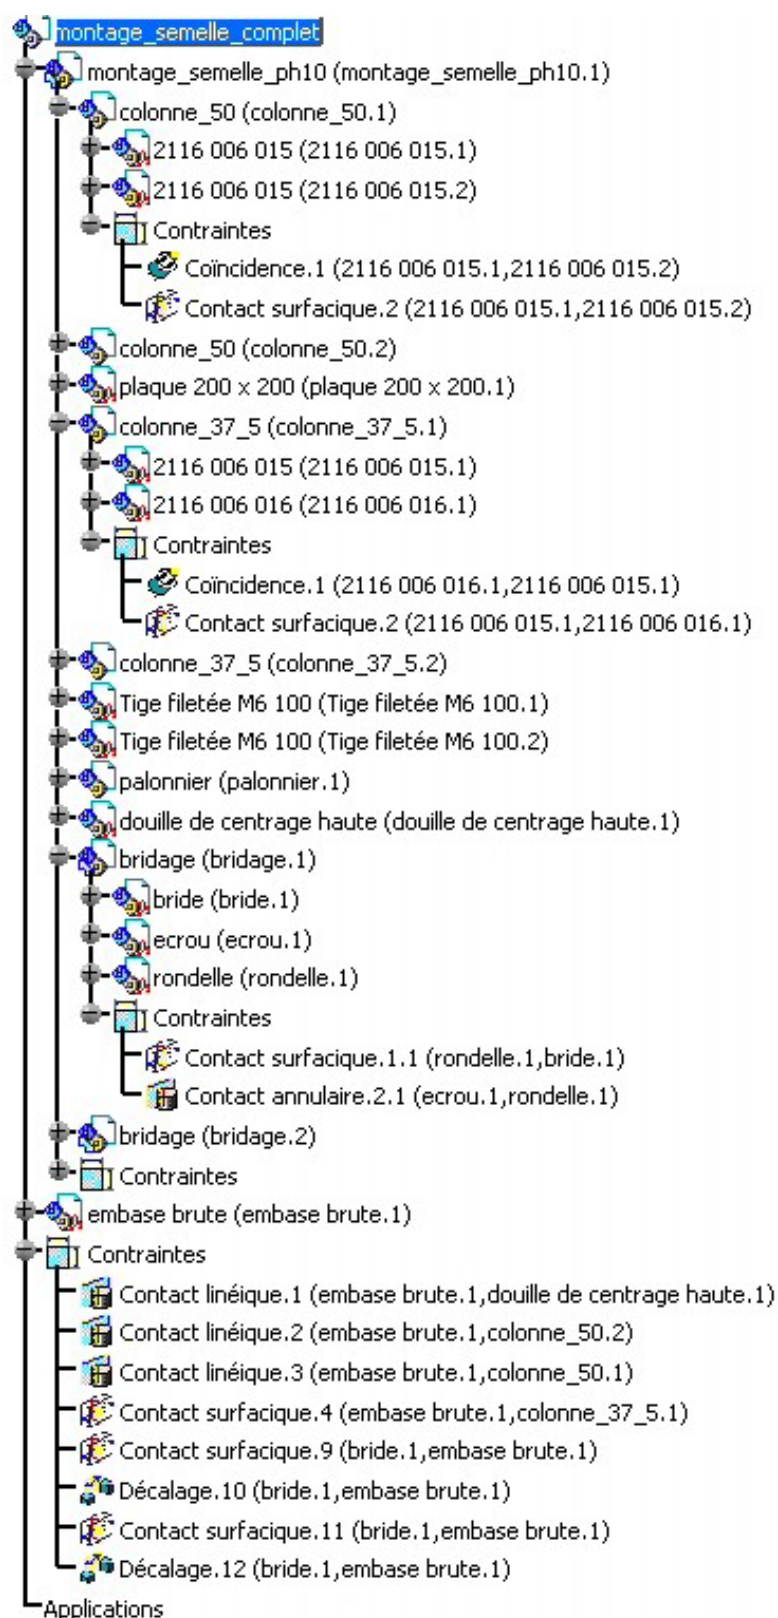 montage_semelle_complet
montage_semelle_ph10 (montage_semelle_ph10.1)
colonne_50 (colonne_50.1)
2116 006 015 (2116 006 015.1)
2116 006 015 (2116 006 015.2)
Contraintes
Coïncidence.1 (2116 006 015.1,2116 006 015.2)
Contact surfacique.2 (2116 006 015.1,2116 006 015.2)
colonne_50 (colonne_50.2)
plaque 200 x 200 (plaque 200 x 200.1)
colonne_37_5 (colonne_37_5.1)
2116 006 015 (2116 006 015.1)
2116 006 016 (2116 006 016.1)
Contraintes
Coïncidence.1 (2116 006 016.1,2116 006 015.1)
Contact surfacique.2 (2116 006 015.1,2116 006 016.1)
colonne_37_5 (colonne_37_5.2)
Tige filetée M6 100 (Tige filetée M6 100.1)
Tige filetée M6 100 (Tige filetée M6 100.2)
palonnier (palonnier.1)
douille de centrage haute (douille de centrage haute.1)
bridage (bridage.1)
bride (bride.1)
ecrou (ecrou.1)
rondelle (rondelle.1)
Contraintes
Contact surfacique.1.1 (rondelle.1,bride.1)
Contact annulaire.2.1 (ecrou.1,rondelle.1)
bridage (bridage.2)
Contraintes
embase brute (embase brute.1)
Contraintes
Contact linéique.1 (embase brute.1,douille de centrage haute.1)
Contact linéique.2 (embase brute.1,colonne_50.2)
Contact linéique.3 (embase brute.1,colonne_50.1)
Contact surfacique.4 (embase brute.1,colonne_37_5.1)
Contact surfacique.9 (bride.1,embase brute.1)
Décalage.10 (bride.1,embase brute.1)
Contact surfacique.11 (bride.1,embase brute.1)
Décalage.12 (bride.1,embase brute.1)
Applications